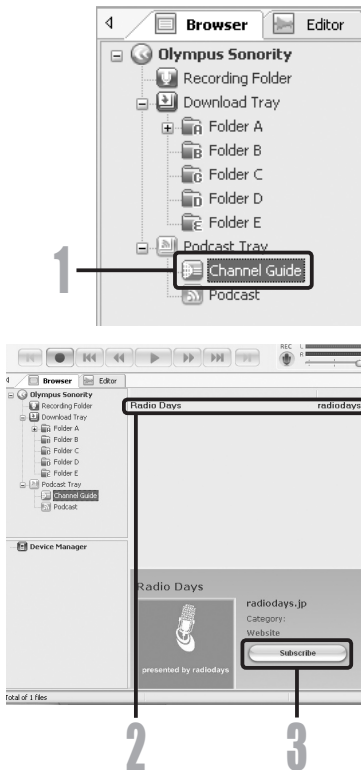 Browser Editor
Olympus Sonority
Recording Folder
Download Tray
A Folder A
B Folder B
C Folder C
D Folder D
E Folder E
Podcast Tray
1
Channel Guide
Podcast
REC L
R
Browser Editor
Olympus Sonority
Recording Folder
Download Tray
Folder A
Folder B
Folder C
Folder D
Folder E
Podcast Tray
Channel Guide
Podcast
Radio Days radiodays
Device Manager
Radio Days
presented by radiodays
radiodays.jp
Category:
Website
Subscribe
Total of 1 files
2 3